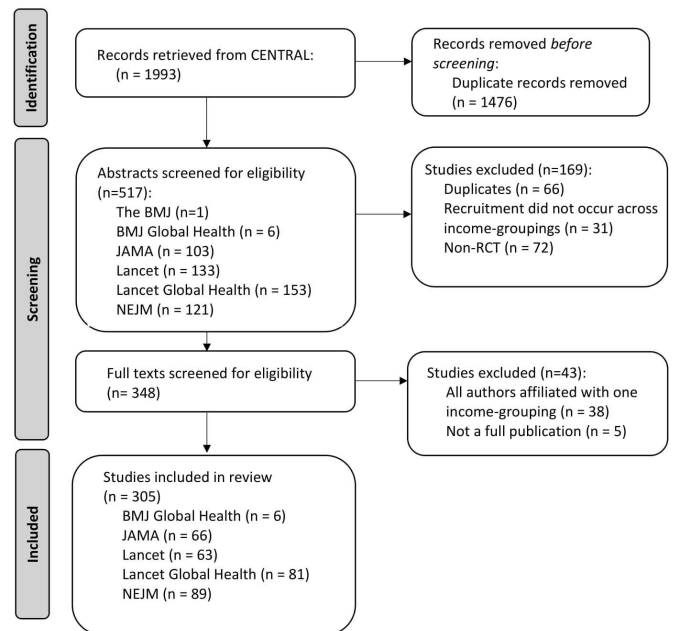 Identification
Records retrieved from CENTRAL:
(n = 1993)
Records removed before
screening:
Duplicate records removed
(n = 1476)
Screening
Abstracts screened for eligibility
(n=517):
The BMJ (n=1)
BMJ Global Health (n = 6)
JAMA (n = 103)
Lancet (n = 133)
Lancet Global Health (n = 153)
NEJM (n = 121)
Studies excluded (n=169):
Duplicates (n = 66)
Recruitment did not occur across
income-groupings (n = 31)
Non-RCT (n = 72)
Full texts screened for eligibility
(n= 348)
Studies excluded (n=43):
All authors affiliated with one
income-grouping (n = 38)
Not a full publication (n = 5)
Included
Studies included in review
(n = 305)
BMJ Global Health (n = 6)
JAMA (n = 66)
Lancet (n = 63)
Lancet Global Health (n = 81)
NEJM (n = 89)